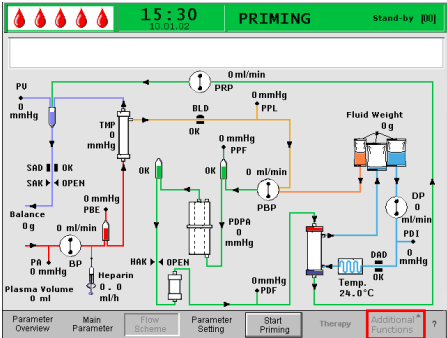 15:30
10.01.02
PRIMING
Stand-by [00]
0 ml/min
PRP
PV
0
mmHg
BLD
OK
0 mmHg
PPL
Fluid Weight
0 g
TMP
0
mmHg
0 mmHg
PPF
SAD OK
SAK OPEN
OK
OK
0 ml/min
PBP
DP
0
ml/min
Balance
0 g
0 mmHg
PBE
0 ml/min
BP
PDPA
0
mmHg
PDI
0
mmHg
PA
0 mmHg
Heparin
0.0
ml/h
HAK OPEN
DAD
OK
0 mmHg
PDF
Temp.
24.0°C
Plasma Volume
0 ml
Parameter Overview
Main Parameter
Flow Scheme
Parameter Setting
Start Priming
Therapy
Additional Functions